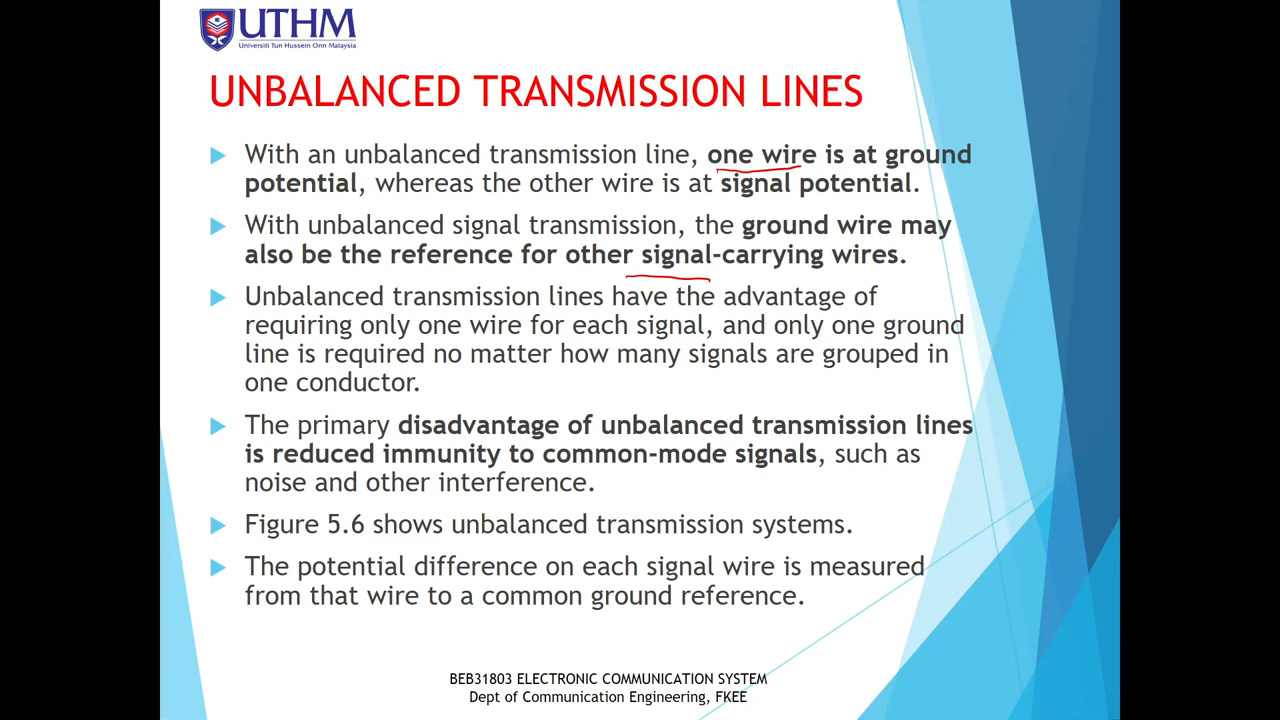 UTHM
Universiti Tun Hussein Onn Malaysia
UNBALANCED TRANSMISSION LINES
With an unbalanced transmission line, one wire is at ground
potential, whereas the other wire is at signal potential.
With unbalanced signal transmission, the ground wire may
also be the reference for other signal-carrying wires.
Unbalanced transmission lines have the advantage of
requiring only one wire for each signal, and only one ground
line is required no matter how many signals are grouped in
one conductor.
The primary disadvantage of unbalanced transmission lines
is reduced immunity to common-mode signals, such as
noise and other interference.
Figure 5.6 shows unbalanced transmission systems.
The potential difference on each signal wire is measured
from that wire to a common ground reference.
BEB31803 ELECTRONIC COMMUNICATION SYSTEM
Dept of Communication Engineering, FKEE